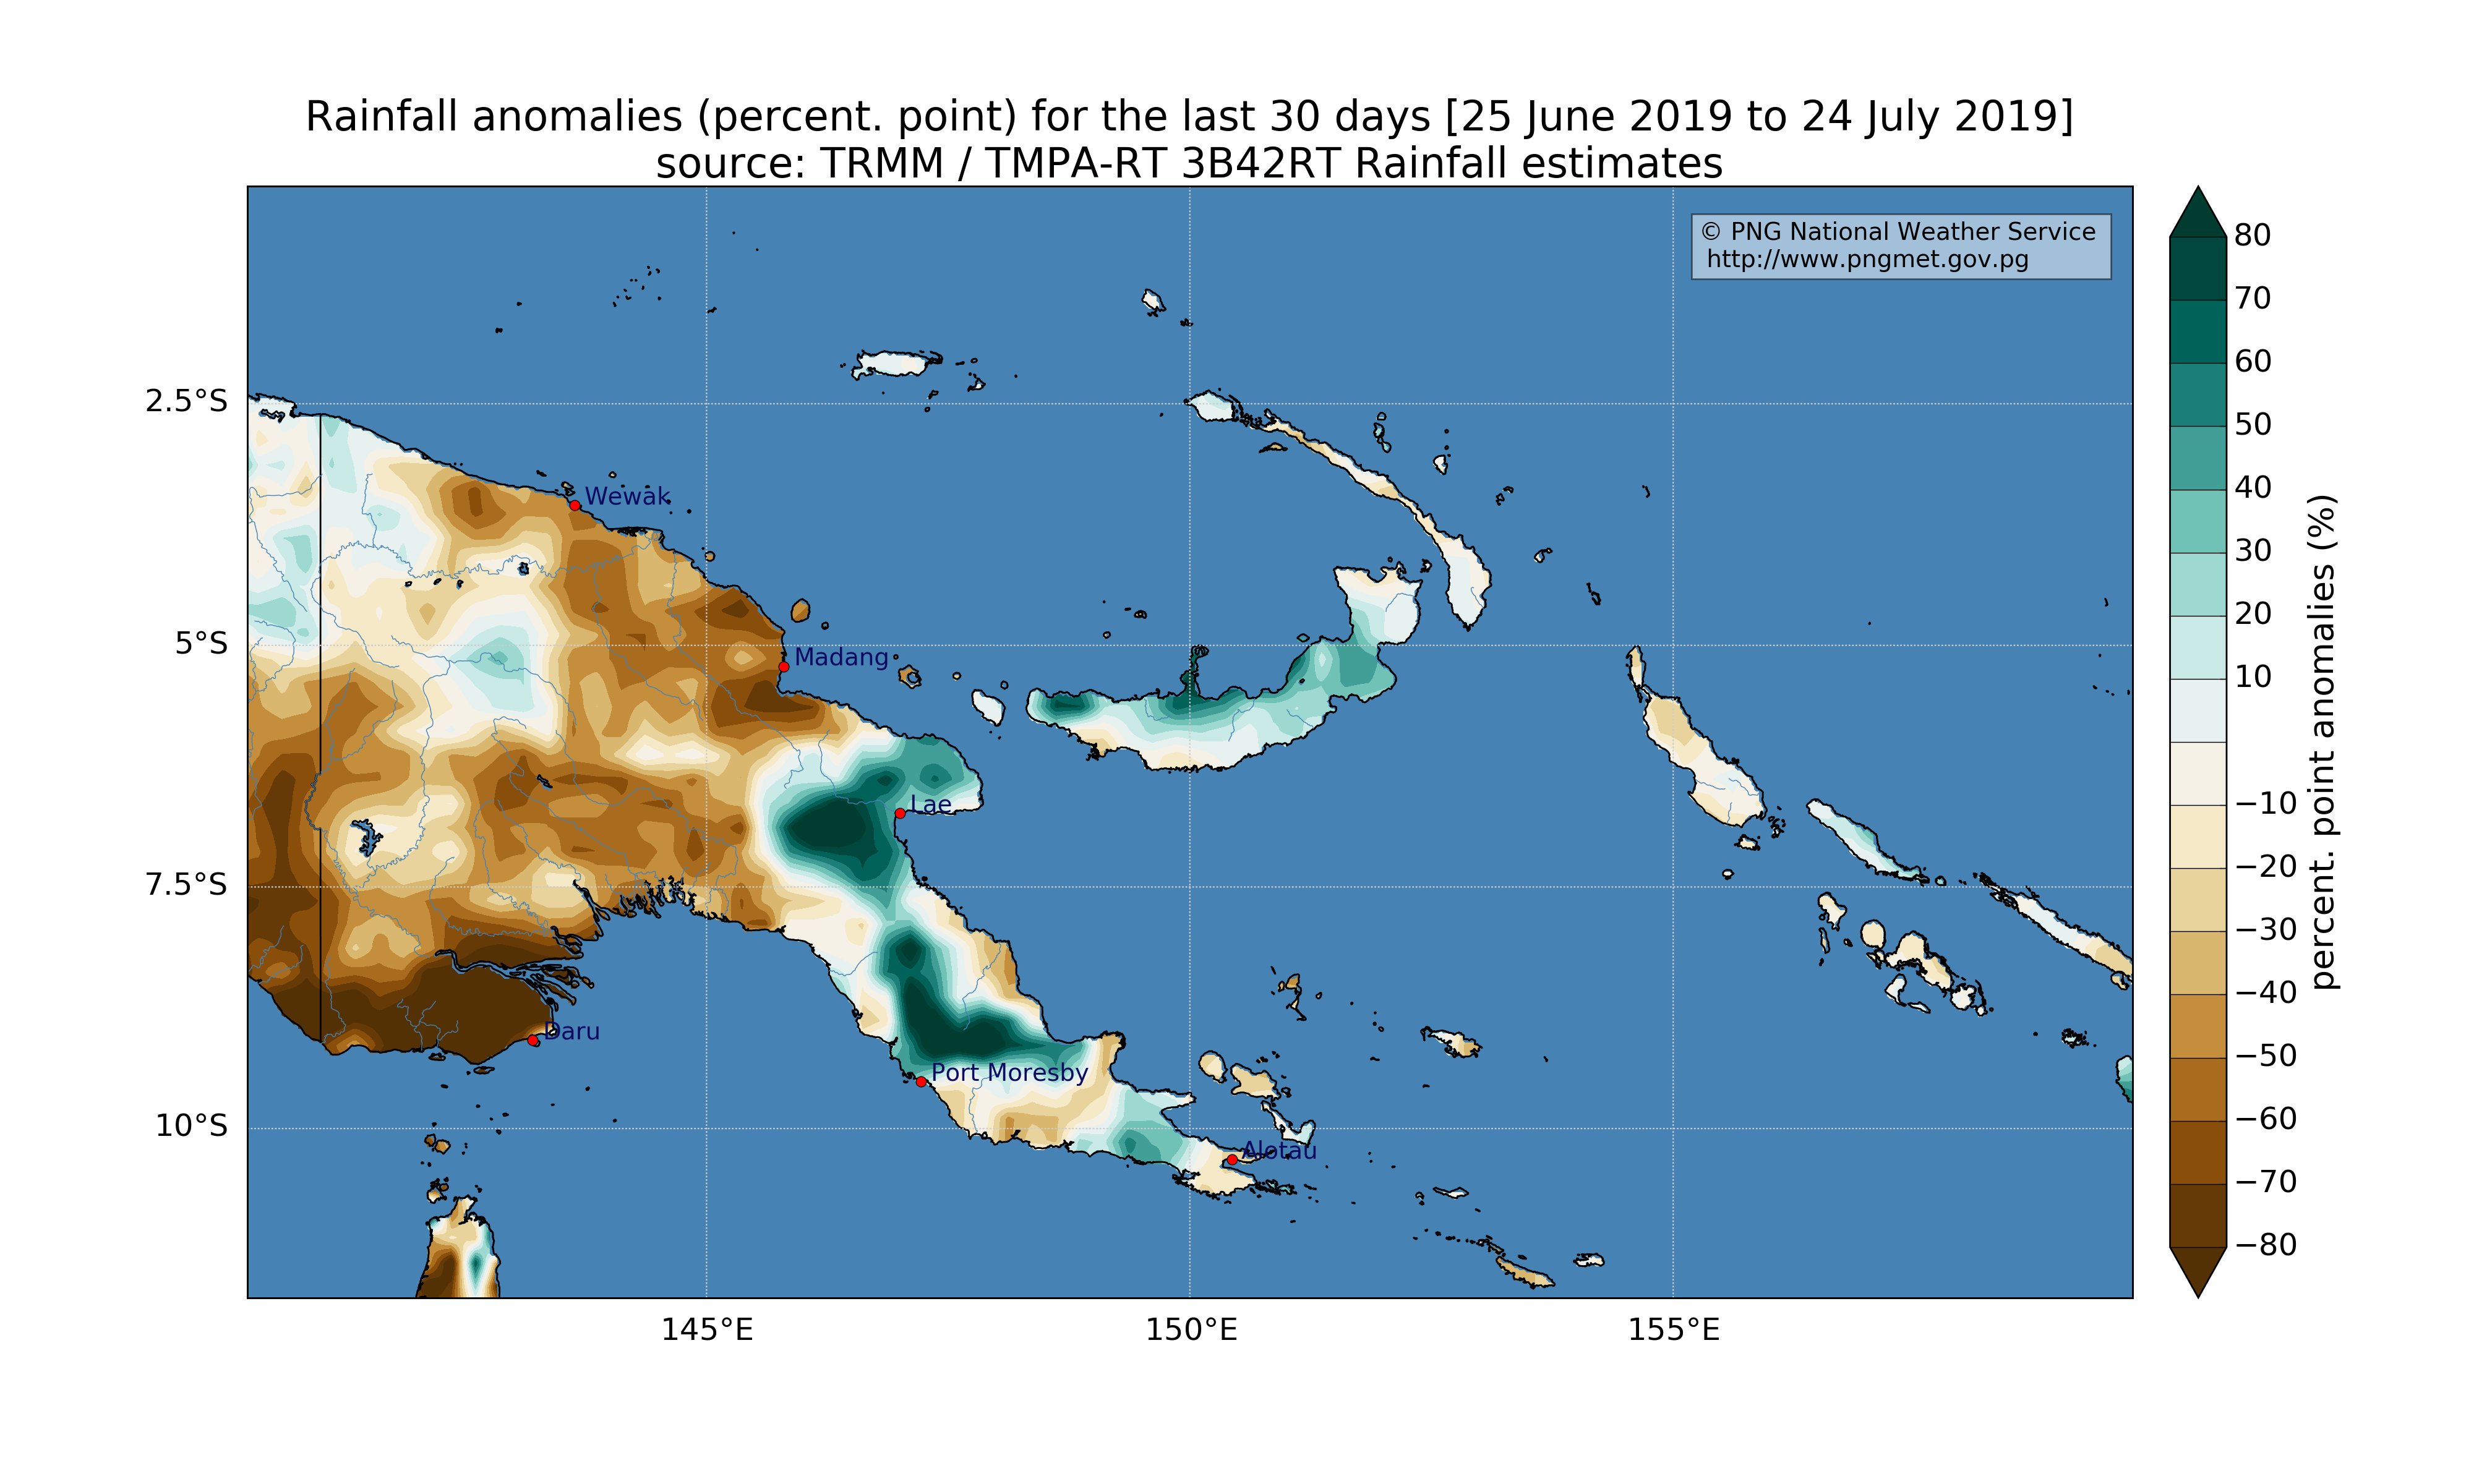 Rainfall anomalies (percent. point) for the last 30 days [25 June 2019 to 24 July 2019]
source: TRMM / TMPA-RT 3B42RT Rainfall estimates
© PNG National Weather Service
http://www.pngmet.gov.pg
2.5°S
5°S
7.5°S
10°S
145°E
150°E
155°E
Wewak
Madang
Lae
Daru
Port Moresby
Alotau
80
70
60
50
40
30
20
10
−10
−20
−30
−40
−50
−60
−70
−80
percent. point anomalies (%)